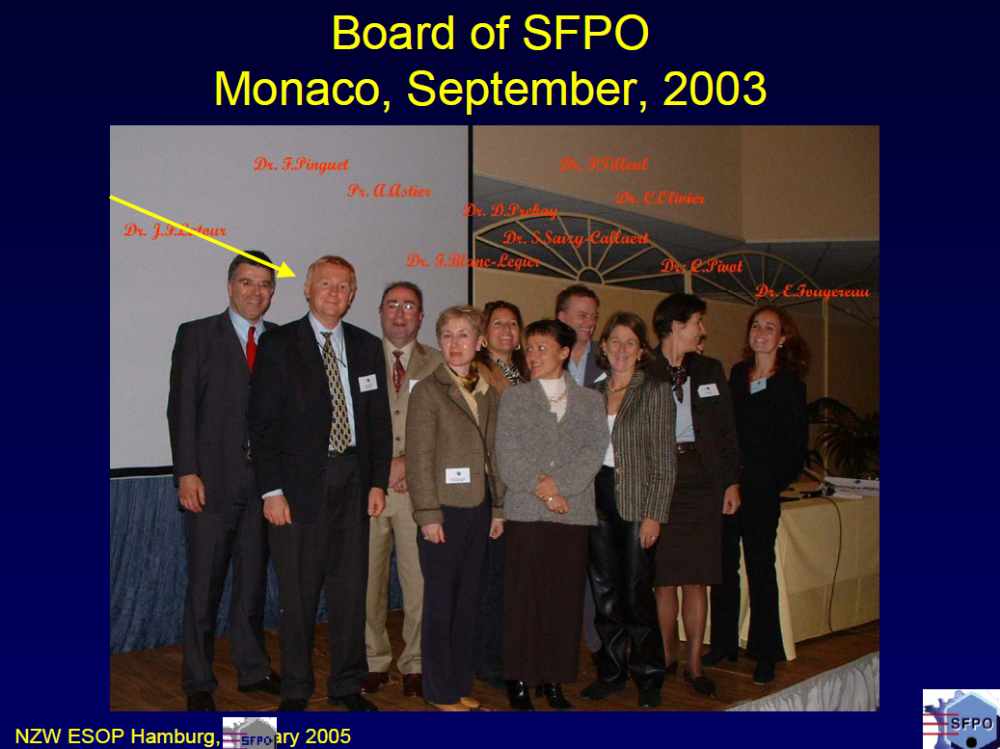 Board of SFPO
Monaco, September, 2003
Dr. F.Pinguet
Dr. P.Tilleul
Pr. A.Astier
Dr. C.Olivier
Dr. D.Prebay
Dr. J.F.Latour
Dr. S.Saizy-Callaert
Dr. F.Blanc-Legier
Dr; C.Pivot
Dr. E.Fougereau
NZW ESOP Hamburg, ary 2005
SFPO
SFPO